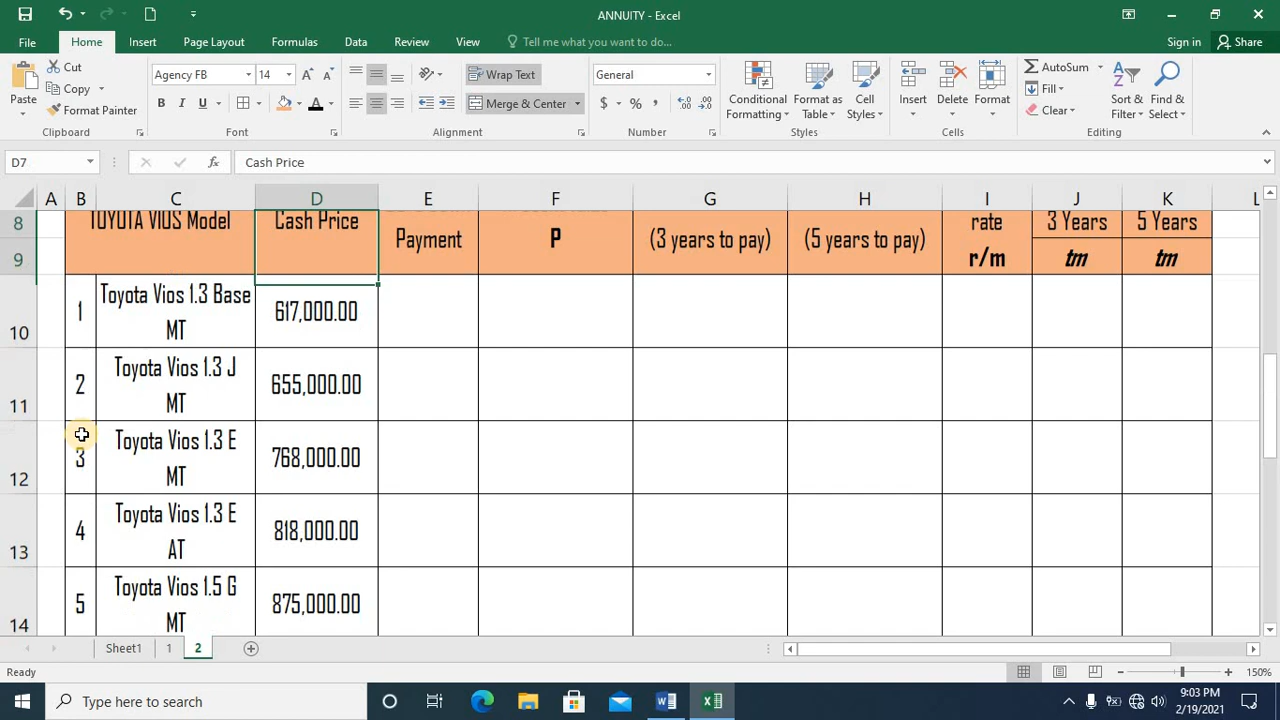 ANNUITY - Excel
File
Home
Insert
Page Layout
Formulas
Data
Review
View
Tell me what you want to do...
Sign in
Share
Paste
Cut
Copy
Format Painter
Clipboard
Agency FB
14
A A
B I U
A
Font
Wrap Text
Merge & Center
Alignment
General
$ % ,
Number
Conditional
Formatting
Format as
Table
Cell
Styles
Styles
Insert
Delete
Format
Cells
AutoSum
Fill
Clear
Sort &
Filter
Find &
Select
Editing
D7
fx
Cash Price
A B C D E F G H I J K L
8
TOYOTA VIOS Model
Cash Price
rate
3 Years
5 Years
9
Payment
P
(3 years to pay)
(5 years to pay)
r/m
tm
tm
10
1
Toyota Vios 1.3 Base
MT
617,000.00
11
2
Toyota Vios 1.3 J
MT
655,000.00
12
3
Toyota Vios 1.3 E
MT
768,000.00
13
4
Toyota Vios 1.3 E
AT
818,000.00
14
5
Toyota Vios 1.5 G
MT
875,000.00
Sheet1
1
2
Ready
150%
Type here to search
9:03 PM
2/19/2021